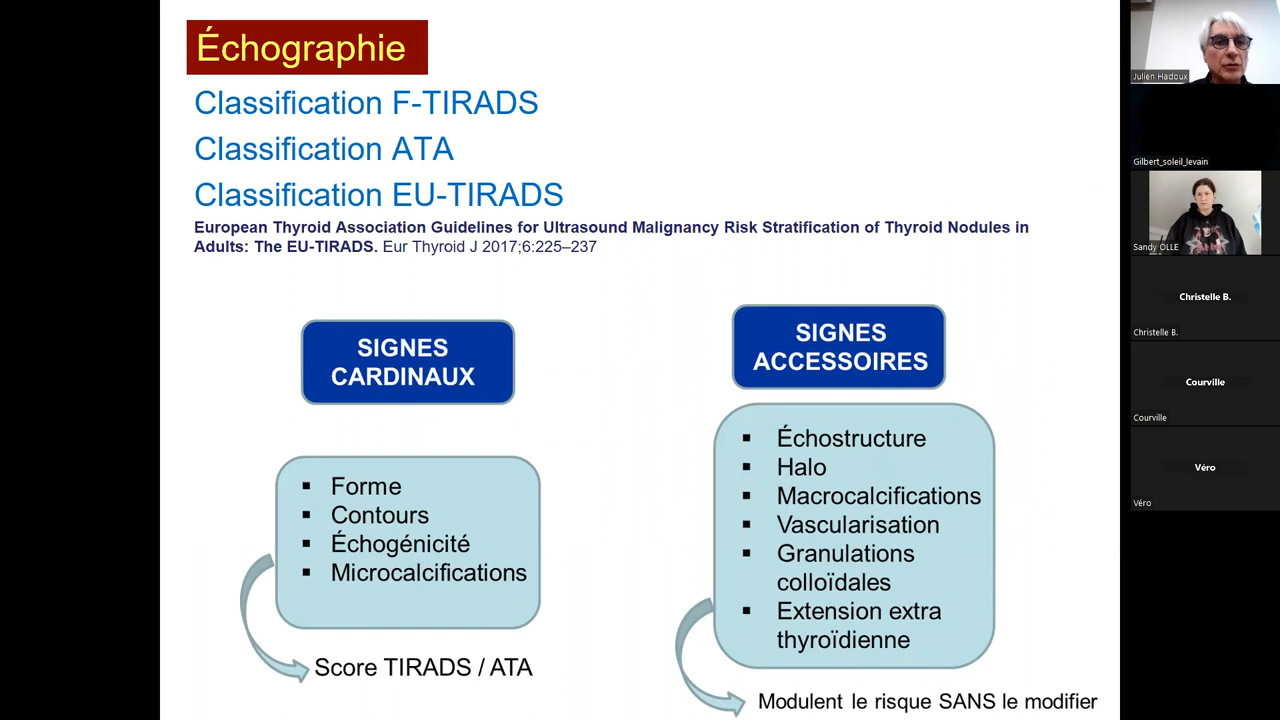 Échographie
Classification F-TIRADS
Classification ATA
Classification EU-TIRADS
European Thyroid Association Guidelines for Ultrasound Malignancy Risk Stratification of Thyroid Nodules in
Adults: The EU-TIRADS. Eur Thyroid J 2017;6:225–237
SIGNES
CARDINAUX
▪ Forme
▪ Contours
▪ Échogénicité
▪ Microcalcifications
Score TIRADS / ATA
SIGNES
ACCESSOIRES
▪ Échostructure
▪ Halo
▪ Macrocalcifications
▪ Vascularisation
▪ Granulations
colloïdales
▪ Extension extra
thyroïdienne
Modulent le risque SANS le modifier
Julien Hadoux
Gilbert_soleil_levain
Sandy OLLE
Christelle B.
Christelle B.
Courville
Courville
Véro
Véro